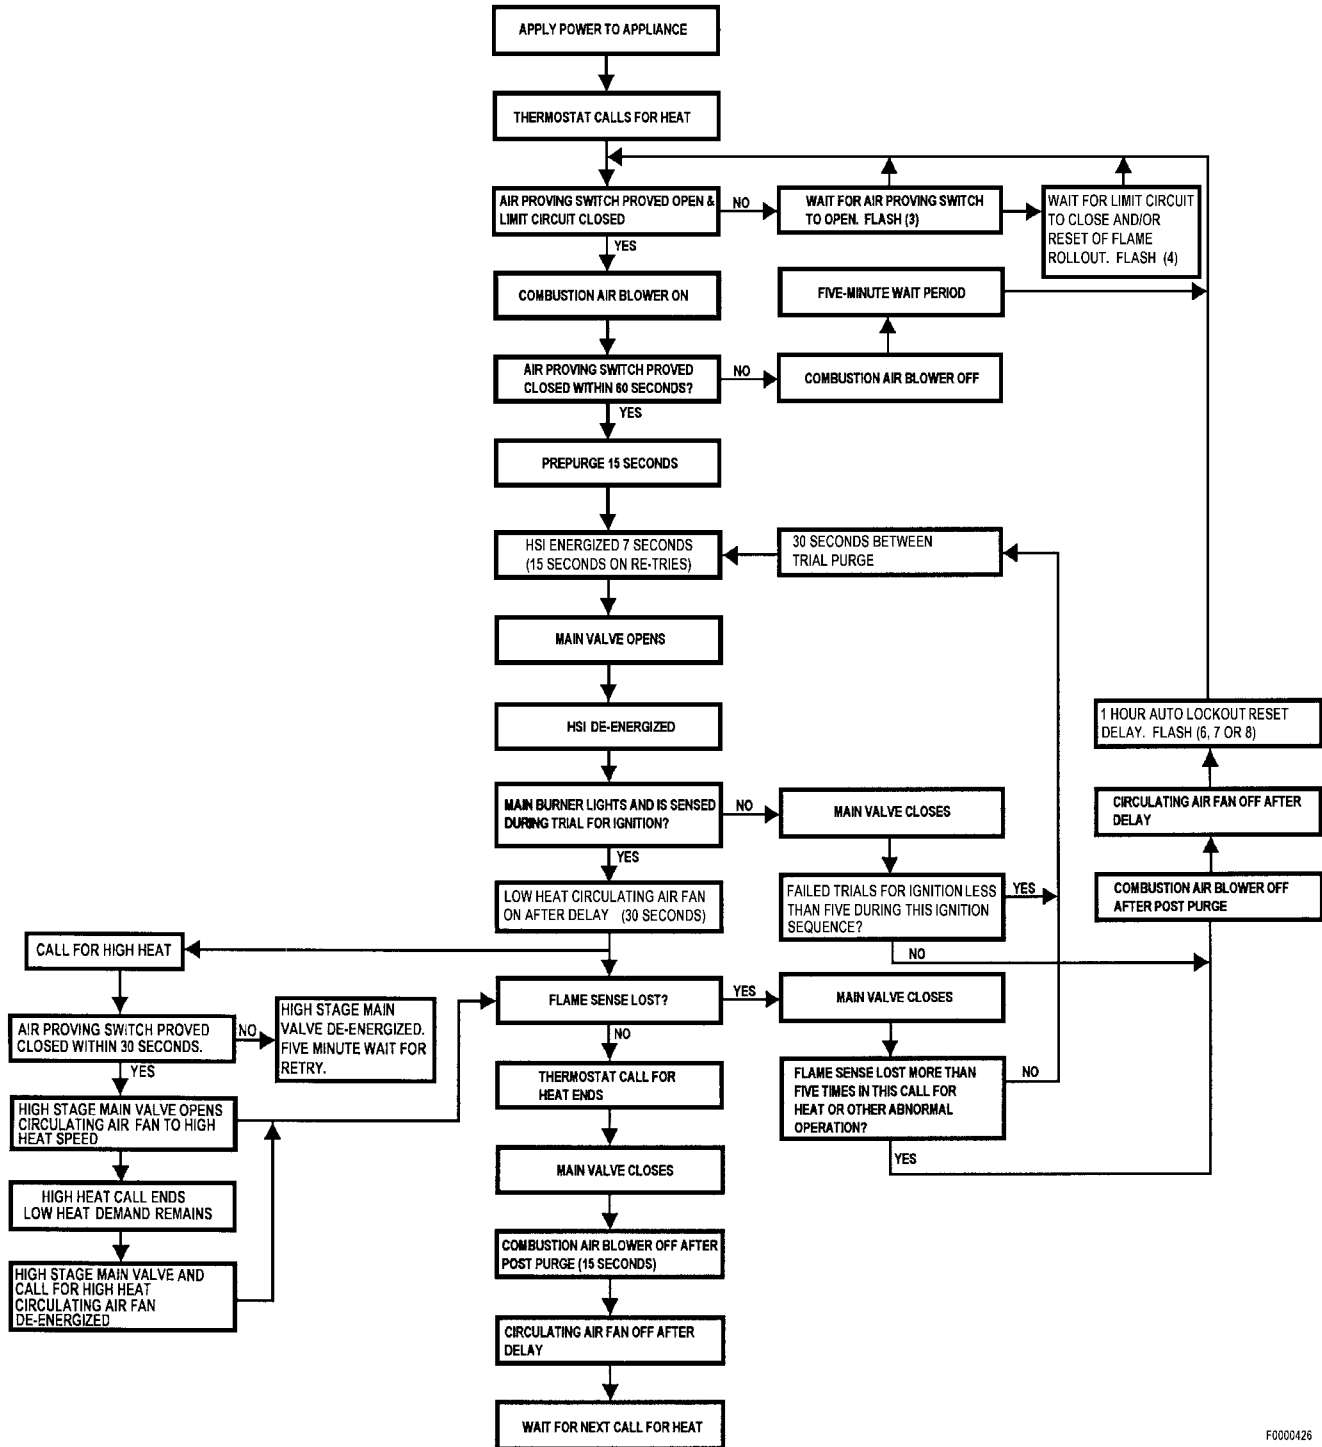 APPLY POWER TO APPLIANCE
THERMOSTAT CALLS FOR HEAT
AIR PROVING SWITCH PROVED OPEN &
LIMIT CIRCUIT CLOSED
NO
WAIT FOR AIR PROVING SWITCH
TO OPEN. FLASH (3)
WAIT FOR LIMIT CIRCUIT
TO CLOSE AND/OR
RESET OF FLAME
ROLLOUT. FLASH (4)
YES
COMBUSTION AIR BLOWER ON
FIVE-MINUTE WAIT PERIOD
AIR PROVING SWITCH PROVED
CLOSED WITHIN 60 SECONDS?
NO
COMBUSTION AIR BLOWER OFF
YES
PREPURGE 15 SECONDS
HSI ENERGIZED 7 SECONDS
(15 SECONDS ON RE-TRIES)
30 SECONDS BETWEEN
TRIAL PURGE
MAIN VALVE OPENS
HSI DE-ENERGIZED
1 HOUR AUTO LOCKOUT RESET
DELAY. FLASH (6, 7 OR 8)
MAIN BURNER LIGHTS AND IS SENSED
DURING TRIAL FOR IGNITION?
NO
MAIN VALVE CLOSES
CIRCULATING AIR FAN OFF AFTER
DELAY
YES
LOW HEAT CIRCULATING AIR FAN
ON AFTER DELAY (30 SECONDS)
FAILED TRIALS FOR IGNITION LESS
THAN FIVE DURING THIS IGNITION
SEQUENCE?
YES
COMBUSTION AIR BLOWER OFF
AFTER POST PURGE
NO
CALL FOR HIGH HEAT
FLAME SENSE LOST?
YES
MAIN VALVE CLOSES
AIR PROVING SWITCH PROVED
CLOSED WITHIN 30 SECONDS.
NO
HIGH STAGE MAIN
VALVE DE-ENERGIZED.
FIVE MINUTE WAIT FOR
RETRY.
NO
YES
THERMOSTAT CALL FOR
HEAT ENDS
FLAME SENSE LOST MORE THAN
FIVE TIMES IN THIS CALL FOR
HEAT OR OTHER ABNORMAL
OPERATION?
NO
YES
HIGH STAGE MAIN VALVE OPENS
CIRCULATING AIR FAN TO HIGH
HEAT SPEED
MAIN VALVE CLOSES
HIGH HEAT CALL ENDS
LOW HEAT DEMAND REMAINS
COMBUSTION AIR BLOWER OFF AFTER
POST PURGE (15 SECONDS)
HIGH STAGE MAIN VALVE AND
CALL FOR HIGH HEAT
CIRCULATING AIR FAN
DE-ENERGIZED
CIRCULATING AIR FAN OFF AFTER
DELAY
WAIT FOR NEXT CALL FOR HEAT
F0000426